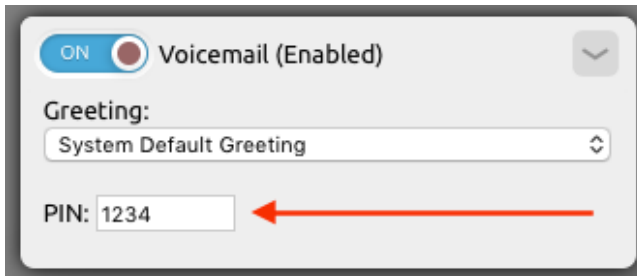 ON Voicemail (Enabled)
Greeting:
System Default Greeting
PIN: 1234